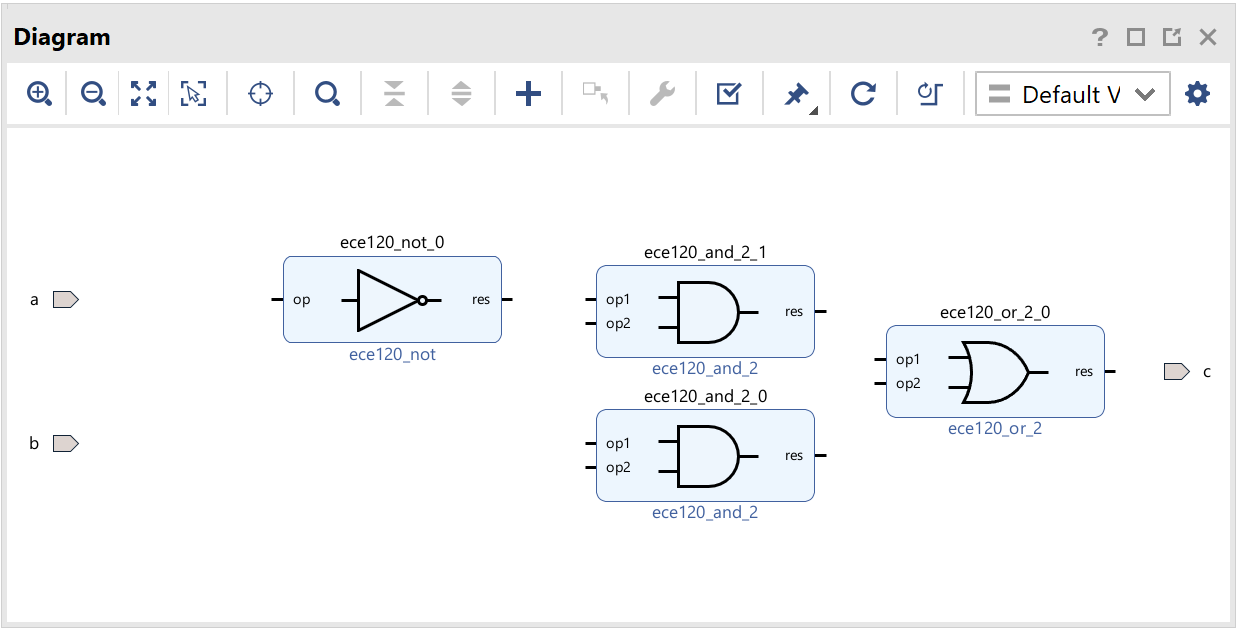 Diagram
?
Default V
ece120_not_0
a
op
res
ece120_not
ece120_and_2_1
op1
op2
res
ece120_and_2
ece120_or_2_0
op1
op2
res
ece120_or_2
c
b
ece120_and_2_0
op1
op2
res
ece120_and_2